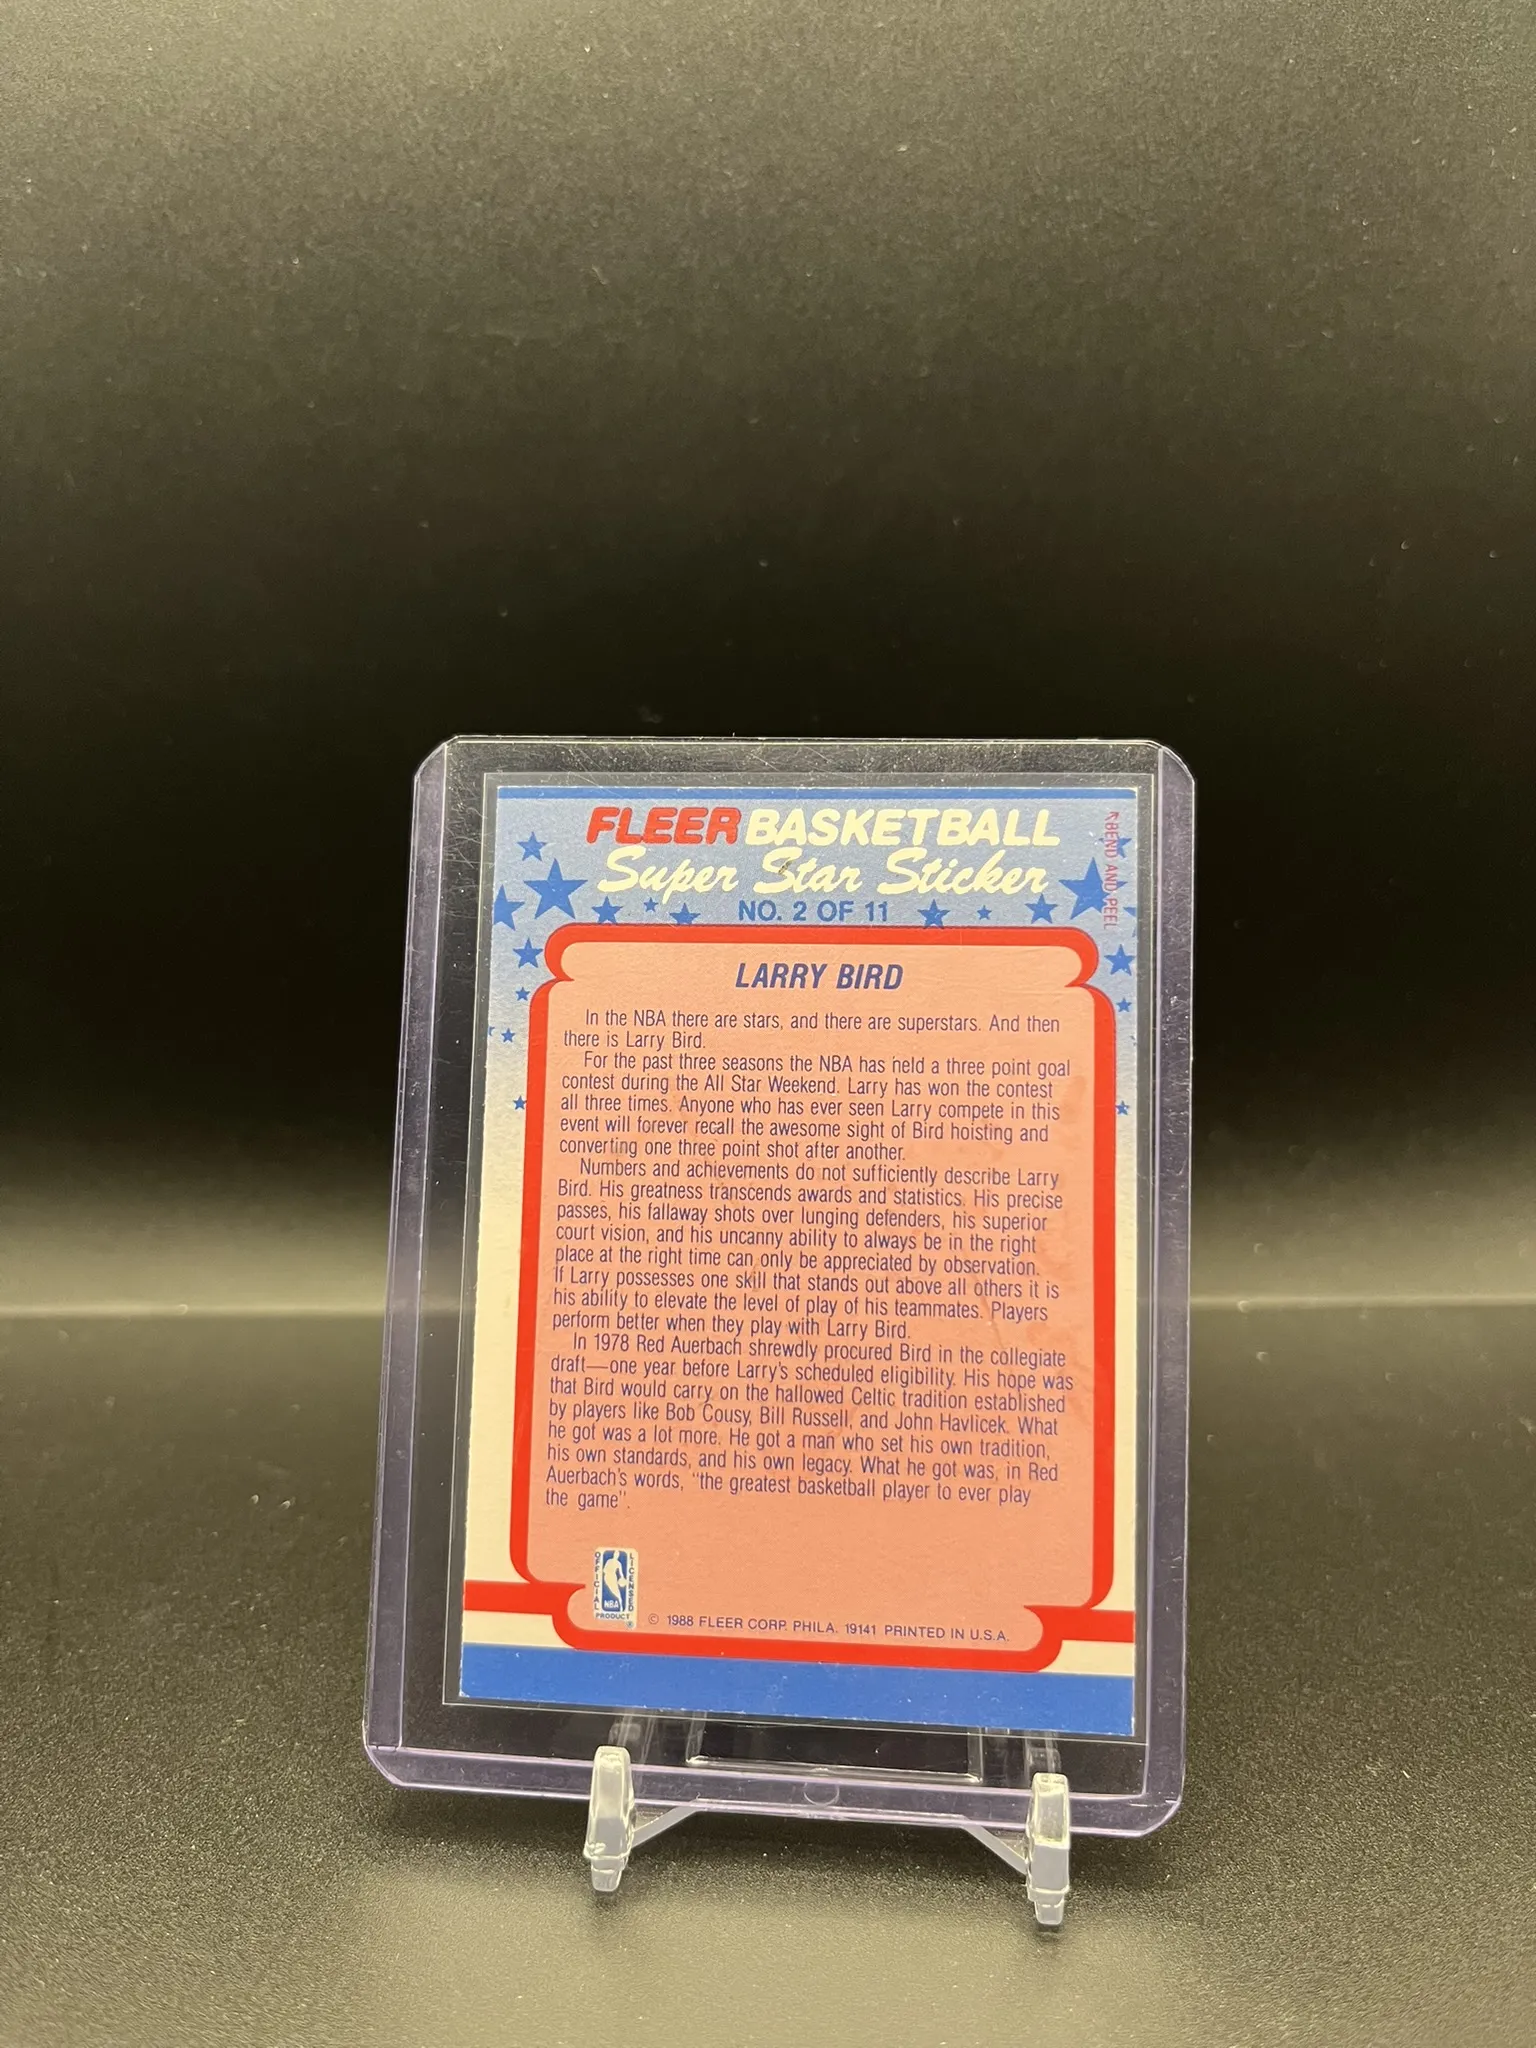 FLEER BASKETBALL
Super Star Sticker
NO. 2 OF 11
BEND AND PEEL
LARRY BIRD
In the NBA there are stars, and there are superstars. And then
there is Larry Bird.
For the past three seasons the NBA has held a three point goal
contest during the All Star Weekend. Larry has won the contest
all three times. Anyone who has ever seen Larry compete in this
event will forever recall the awesome sight of Bird hoisting and
converting one three point shot after another.
Numbers and achievements do not sufficiently describe Larry
Bird. His greatness transcends awards and statistics. His precise
passes, his fallaway shots over lunging defenders, his superior
court vision, and his uncanny ability to always be in the right
place at the right time can only be appreciated by observation.
If Larry possesses one skill that stands out above all others it is
his ability to elevate the level of play of his teammates. Players
perform better when they play with Larry Bird.
In 1978 Red Auerbach shrewdly procured Bird in the collegiate
draft—one year before Larry's scheduled eligibility. His hope was
that Bird would carry on the hallowed Celtic tradition established
by players like Bob Cousy, Bill Russell, and John Havlicek. What
he got was a lot more. He got a man who set his own tradition,
his own standards, and his own legacy. What he got was, in Red
Auerbach's words, "the greatest basketball player to ever play
the game".
OFFICIAL LICENSED
NBA
PRODUCT ®
© 1988 FLEER CORP. PHILA. 19141 PRINTED IN U.S.A.